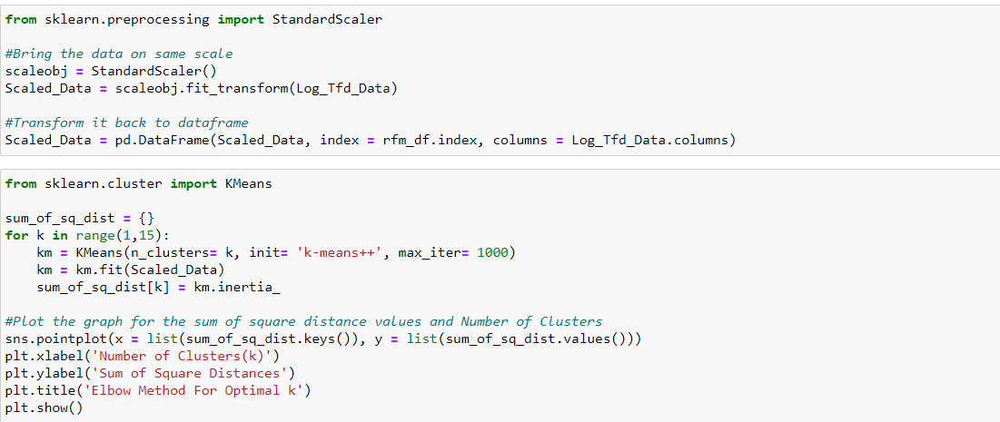 from sklearn.preprocessing import StandardScaler
#Bring the data on same scale
scaleobj = StandardScaler()
Scaled_Data = scaleobj.fit_transform(Log_Tfd_Data)
#Transform it back to dataframe
Scaled_Data = pd.DataFrame(Scaled_Data, index = rfm_df.index, columns = Log_Tfd_Data.columns)
from sklearn.cluster import KMeans
sum_of_sq_dist = {}
for k in range(1,15):
    km = KMeans(n_clusters= k, init= 'k-means++', max_iter= 1000)
    km = km.fit(Scaled_Data)
    sum_of_sq_dist[k] = km.inertia_
#Plot the graph for the sum of square distance values and Number of Clusters
sns.pointplot(x = list(sum_of_sq_dist.keys()), y = list(sum_of_sq_dist.values()))
plt.xlabel('Number of Clusters(k)')
plt.ylabel('Sum of Square Distances')
plt.title('Elbow Method For Optimal k')
plt.show()